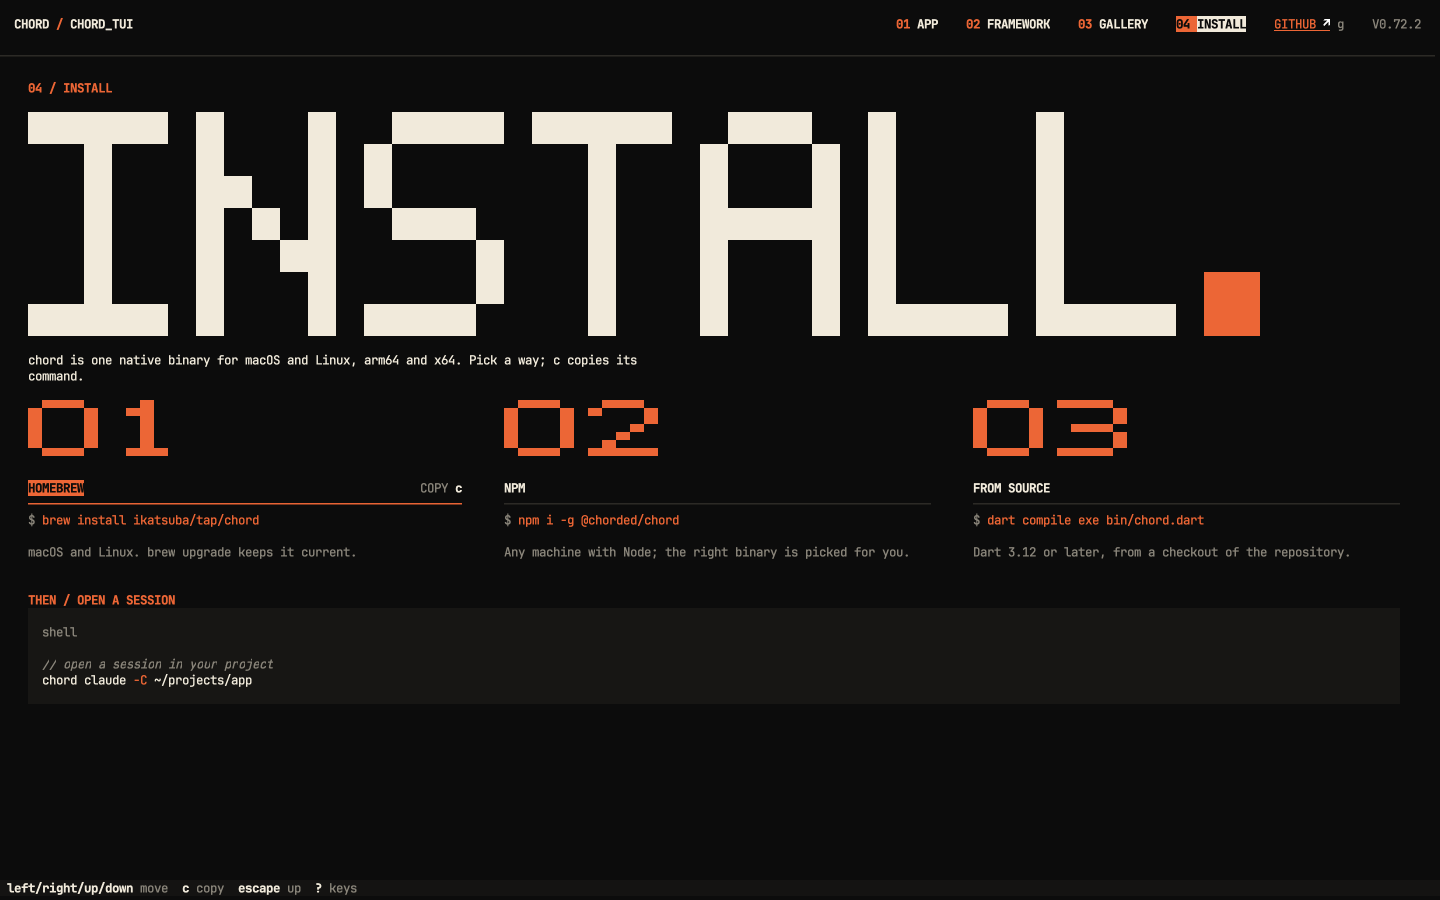 CHORD / CHORD_TUI
01 APP 02 FRAMEWORK 03 GALLERY 04 INSTALL GITHUB ↗ g V0.72.2
04 / INSTALL
INSTALL.
chord is one native binary for macOS and Linux, arm64 and x64. Pick a way; c copies its
command.
01 02 03
HOMEBREW COPY c NPM FROM SOURCE
$ brew install ikatsuba/tap/chord $ npm i -g @chorded/chord $ dart compile exe bin/chord.dart
macOS and Linux. brew upgrade keeps it current. Any machine with Node; the right binary is picked for you. Dart 3.12 or later, from a checkout of the repository.
THEN / OPEN A SESSION
shell
// open a session in your project
chord claude -C ~/projects/app
left/right/up/down move c copy escape up ? keys